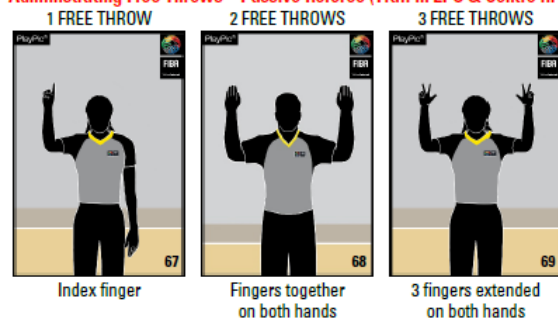 1 FREE THROW
2 FREE THROWS
3 FREE THROWS
PlayPic®
FIBA
67
PlayPic®
FIBA
68
PlayPic®
FIBA
69
Index finger
Fingers together
on both hands
3 fingers extended
on both hands